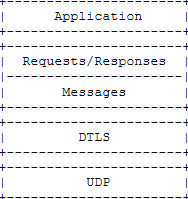 Application
Requests/Responses
Messages
DTLS
UDP